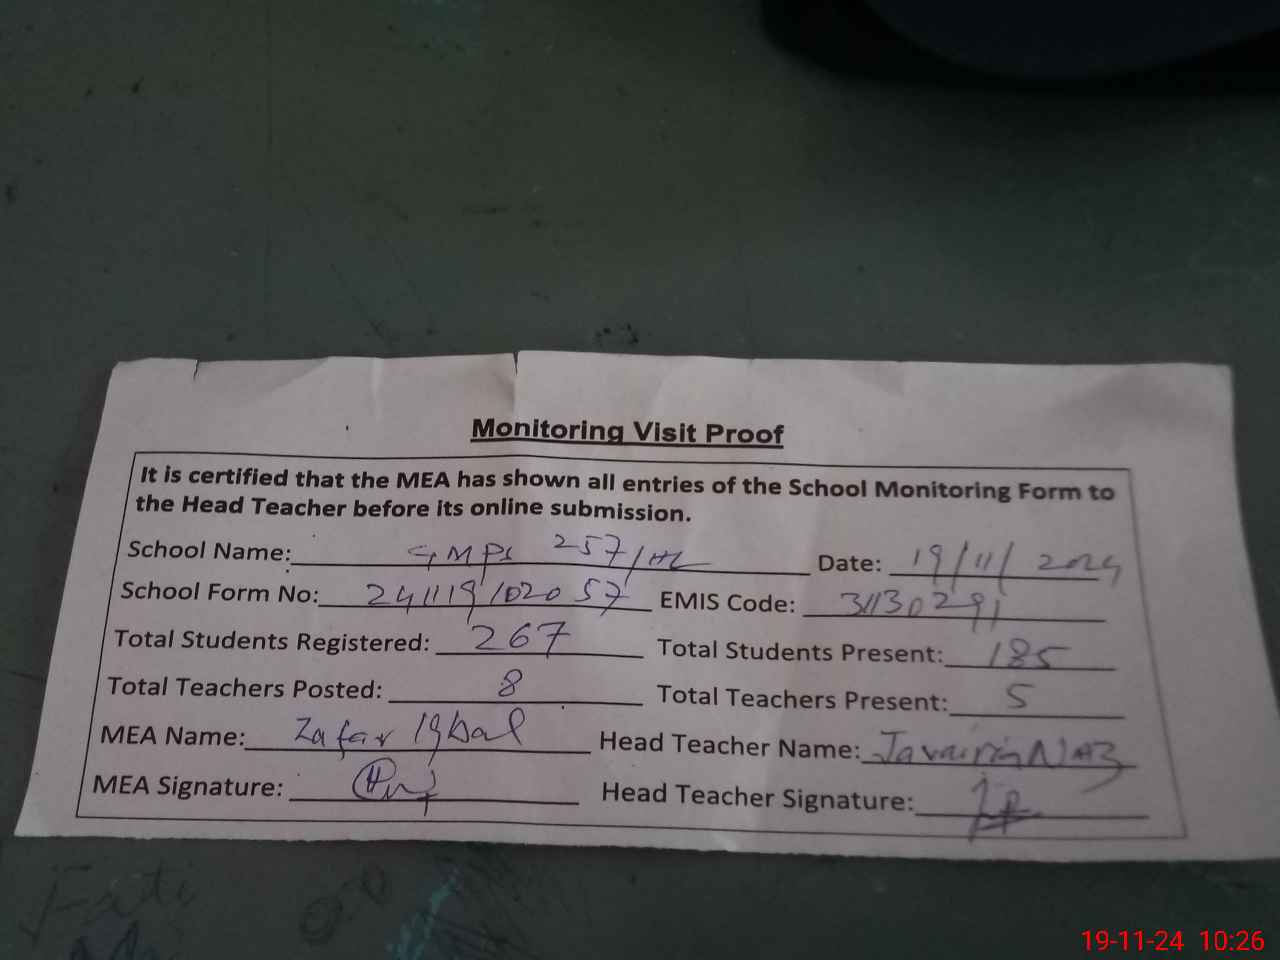 Monitoring Visit Proof
It is certified that the MEA has shown all entries of the School Monitoring Form to
the Head Teacher before its online submission.
School Name: GMPS 257/HL Date: 19/11/2024
School Form No: 241119102057 EMIS Code: 31130291
Total Students Registered: 267 Total Students Present: 185
Total Teachers Posted: 8 Total Teachers Present: 5
MEA Name: Zafar Iqbal Head Teacher Name: Javairia Naz
MEA Signature: Head Teacher Signature:
19-11-24 10:26